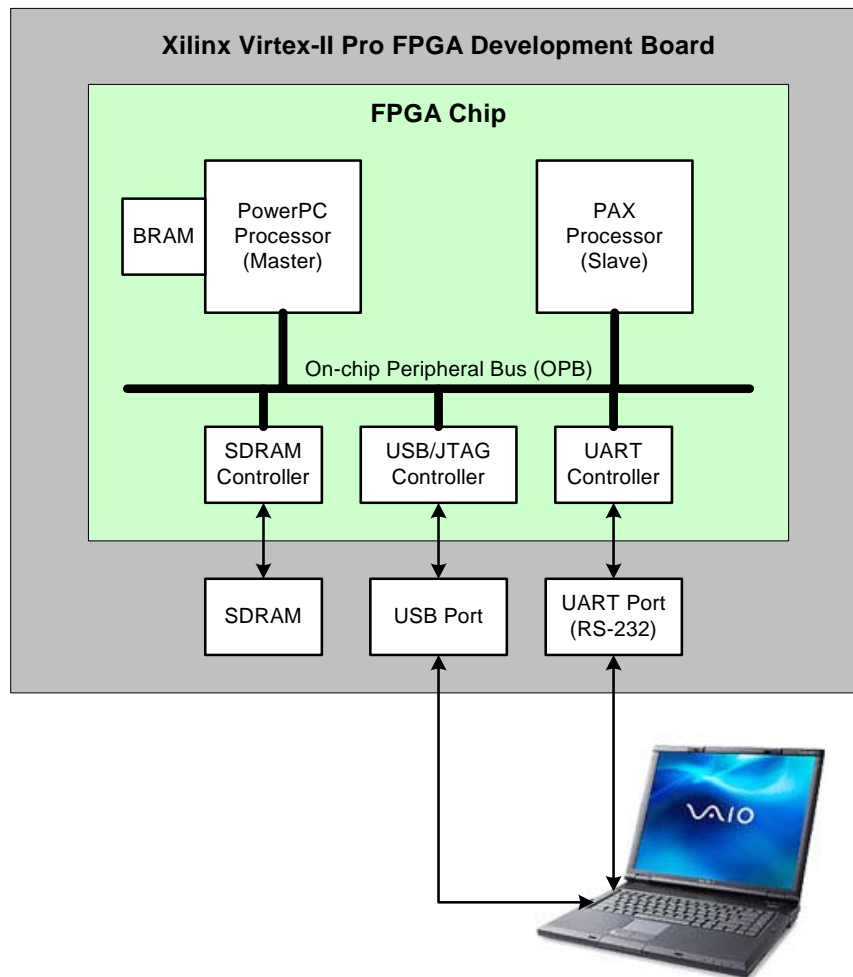 Xilinx Virtex-II Pro FPGA Development Board
FPGA Chip
BRAM
PowerPC
Processor
(Master)
PAX
Processor
(Slave)
On-chip Peripheral Bus (OPB)
SDRAM
Controller
USB/JTAG
Controller
UART
Controller
SDRAM
USB Port
UART Port
(RS-232)
VAIO